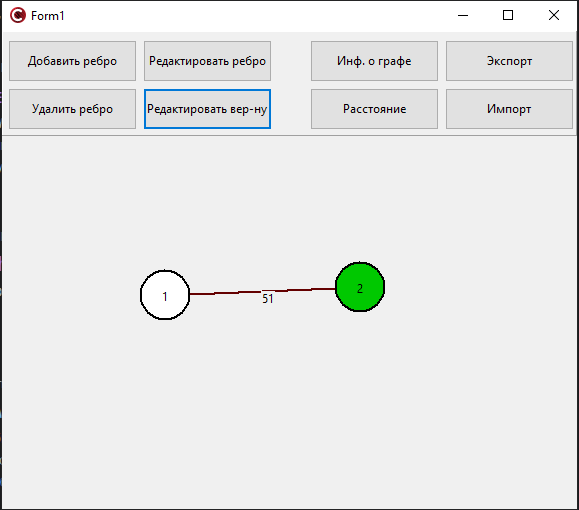 Form1
Добавить ребро
Редактировать ребро
Инф. о графе
Экспорт
Удалить ребро
Редактировать вер-ну
Расстояние
Импорт
1
51
2